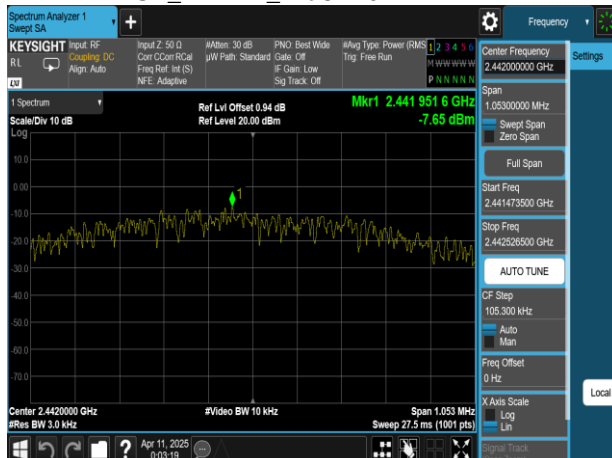 Spectrum Analyzer 1
Swept SA
+
Frequency
KEYSIGHT
RL
LXI
Input: RF
Coupling: DC
Align: Auto
Input Z: 50 Ω
Corr CCorr RCal
Freq Ref: Int (S)
NFE: Adaptive
#Atten: 30 dB
µW Path: Standard
PNO: Best Wide
Gate: Off
IF Gain: Low
Sig Track: Off
#Avg Type: Power (RMS
Trig: Free Run
1 2 3 4 5 6
M W W W W W
P N N N N N
1 Spectrum
Scale/Div 10 dB
Log
Ref Lvl Offset 0.94 dB
Ref Level 20.00 dBm
Mkr1 2.441 951 6 GHz
-7.65 dBm
1
10.0
0.00
-10.0
-20.0
-30.0
-40.0
-50.0
-60.0
-70.0
Center 2.4420000 GHz
#Res BW 3.0 kHz
#Video BW 10 kHz
Span 1.053 MHz
Sweep 27.5 ms (1001 pts)
?
Apr 11, 2025
0:03:19
Center Frequency
2.442000000 GHz
Settings
Span
1.05300000 MHz
Swept Span
Zero Span
Full Span
Start Freq
2.441473500 GHz
Stop Freq
2.442526500 GHz
AUTO TUNE
CF Step
105.300 kHz
Auto
Man
Freq Offset
0 Hz
Local
X Axis Scale
Log
Lin
Signal Track